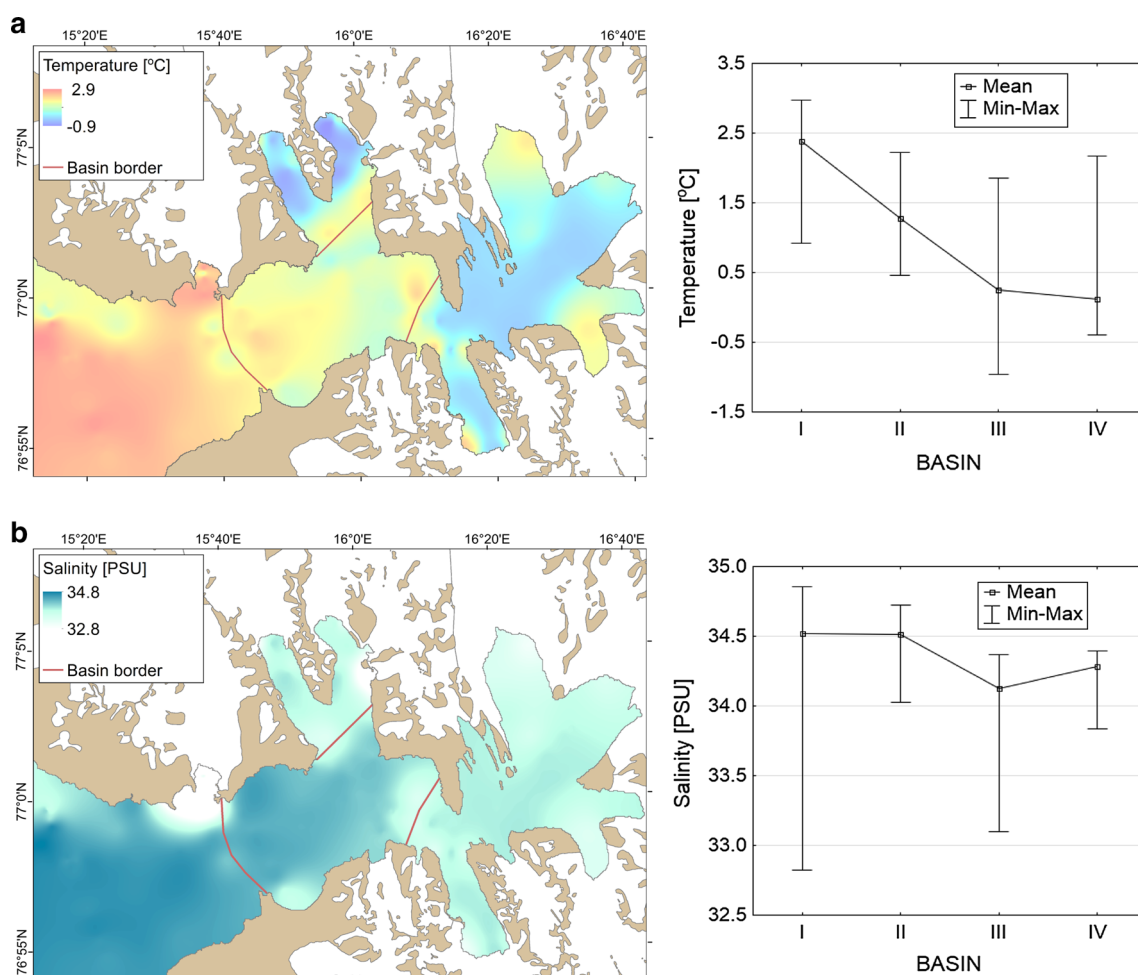 a
15°20'E 15°40'E 16°0'E 16°20'E 16°40'E
Temperature [°C]
2.9
-0.9
Basin border
77°5'N
77°0'N
76°55'N
3.5
2.5
1.5
0.5
-0.5
-1.5
Temperature [°C]
Mean
Min-Max
I II III IV
BASIN
b
15°20'E 15°40'E 16°0'E 16°20'E 16°40'E
Salinity [PSU]
34.8
32.8
Basin border
77°5'N
77°0'N
76°55'N
35.0
34.5
34.0
33.5
33.0
32.5
Salinity [PSU]
Mean
Min-Max
I II III IV
BASIN